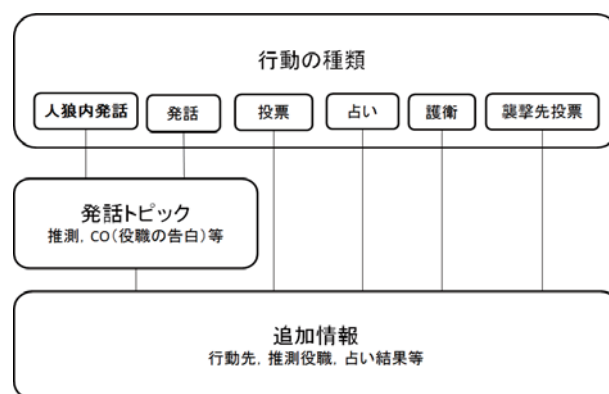 行動の種類
人狼内発話 発話 投票 占い 護衛 襲撃先投票
発話トピック
推測, CO(役職の告白)等
追加情報
行動先, 推測役職, 占い結果等